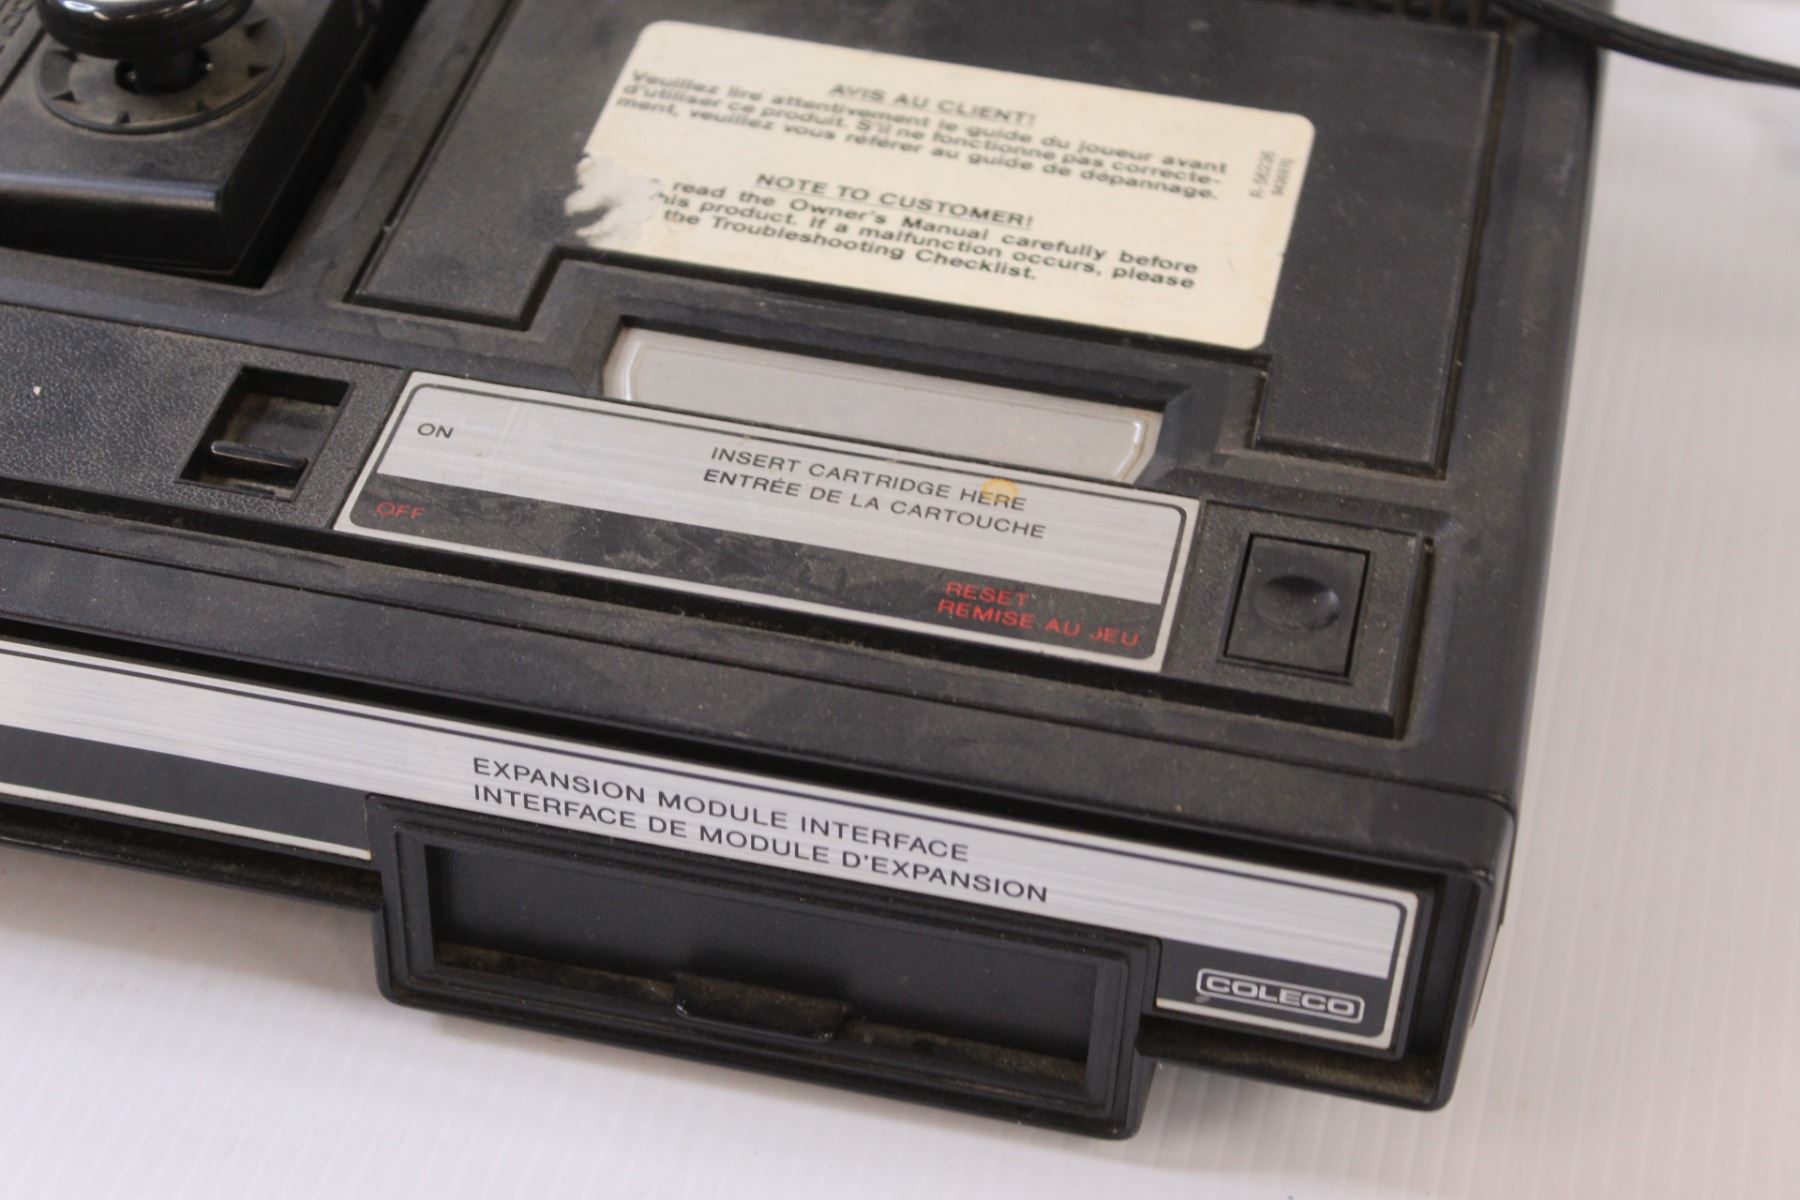 AVIS AU CLIENT!
Veuillez lire attentivement le guide du joueur avant
d'utiliser ce produit. S'il ne fonctionne pas correcte-
ment, veuillez vous référer au guide de dépannage.
NOTE TO CUSTOMER!
read the Owner's Manual carefully before
this product. If a malfunction occurs, please
the Troubleshooting Checklist.
R-56236
ON
OFF
INSERT CARTRIDGE HERE
ENTRÉE DE LA CARTOUCHE
RESET
REMISE AU JEU
EXPANSION MODULE INTERFACE
INTERFACE DE MODULE D'EXPANSION
COLECO